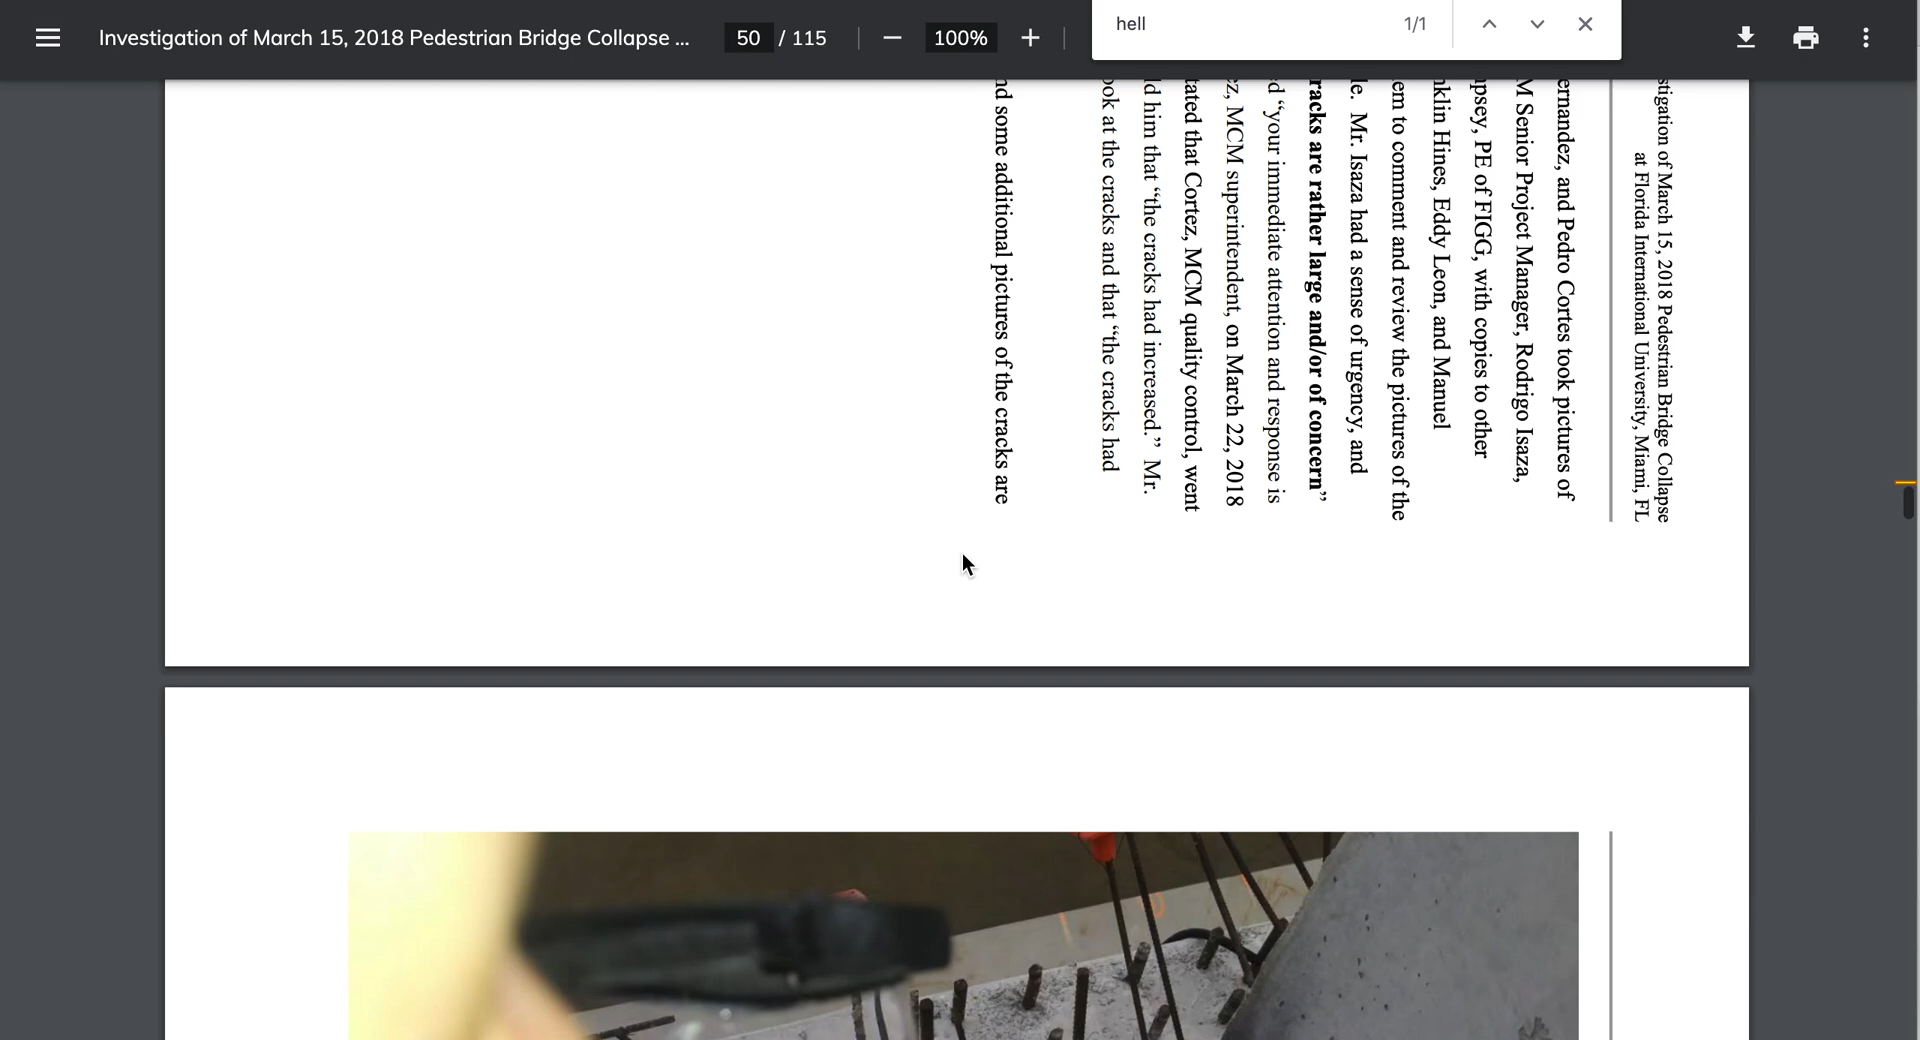 Investigation of March 15, 2018 Pedestrian Bridge Collapse ...
50 / 115
100%
hell
1/1
stigation of March 15, 2018 Pedestrian Bridge Collapse
at Florida International University, Miami, FL
ernandez, and Pedro Cortes took pictures of
M Senior Project Manager, Rodrigo Isaza,
psey, PE of FIGG, with copies to other
nklin Hines, Eddy Leon, and Manuel
em to comment and review the pictures of the
le. Mr. Isaza had a sense of urgency, and
racks are rather large and/or of concern”
d “your immediate attention and response is
z, MCM superintendent, on March 22, 2018
tated that Cortez, MCM quality control, went
ld him that “the cracks had increased.” Mr.
ok at the cracks and that “the cracks had
nd some additional pictures of the cracks are